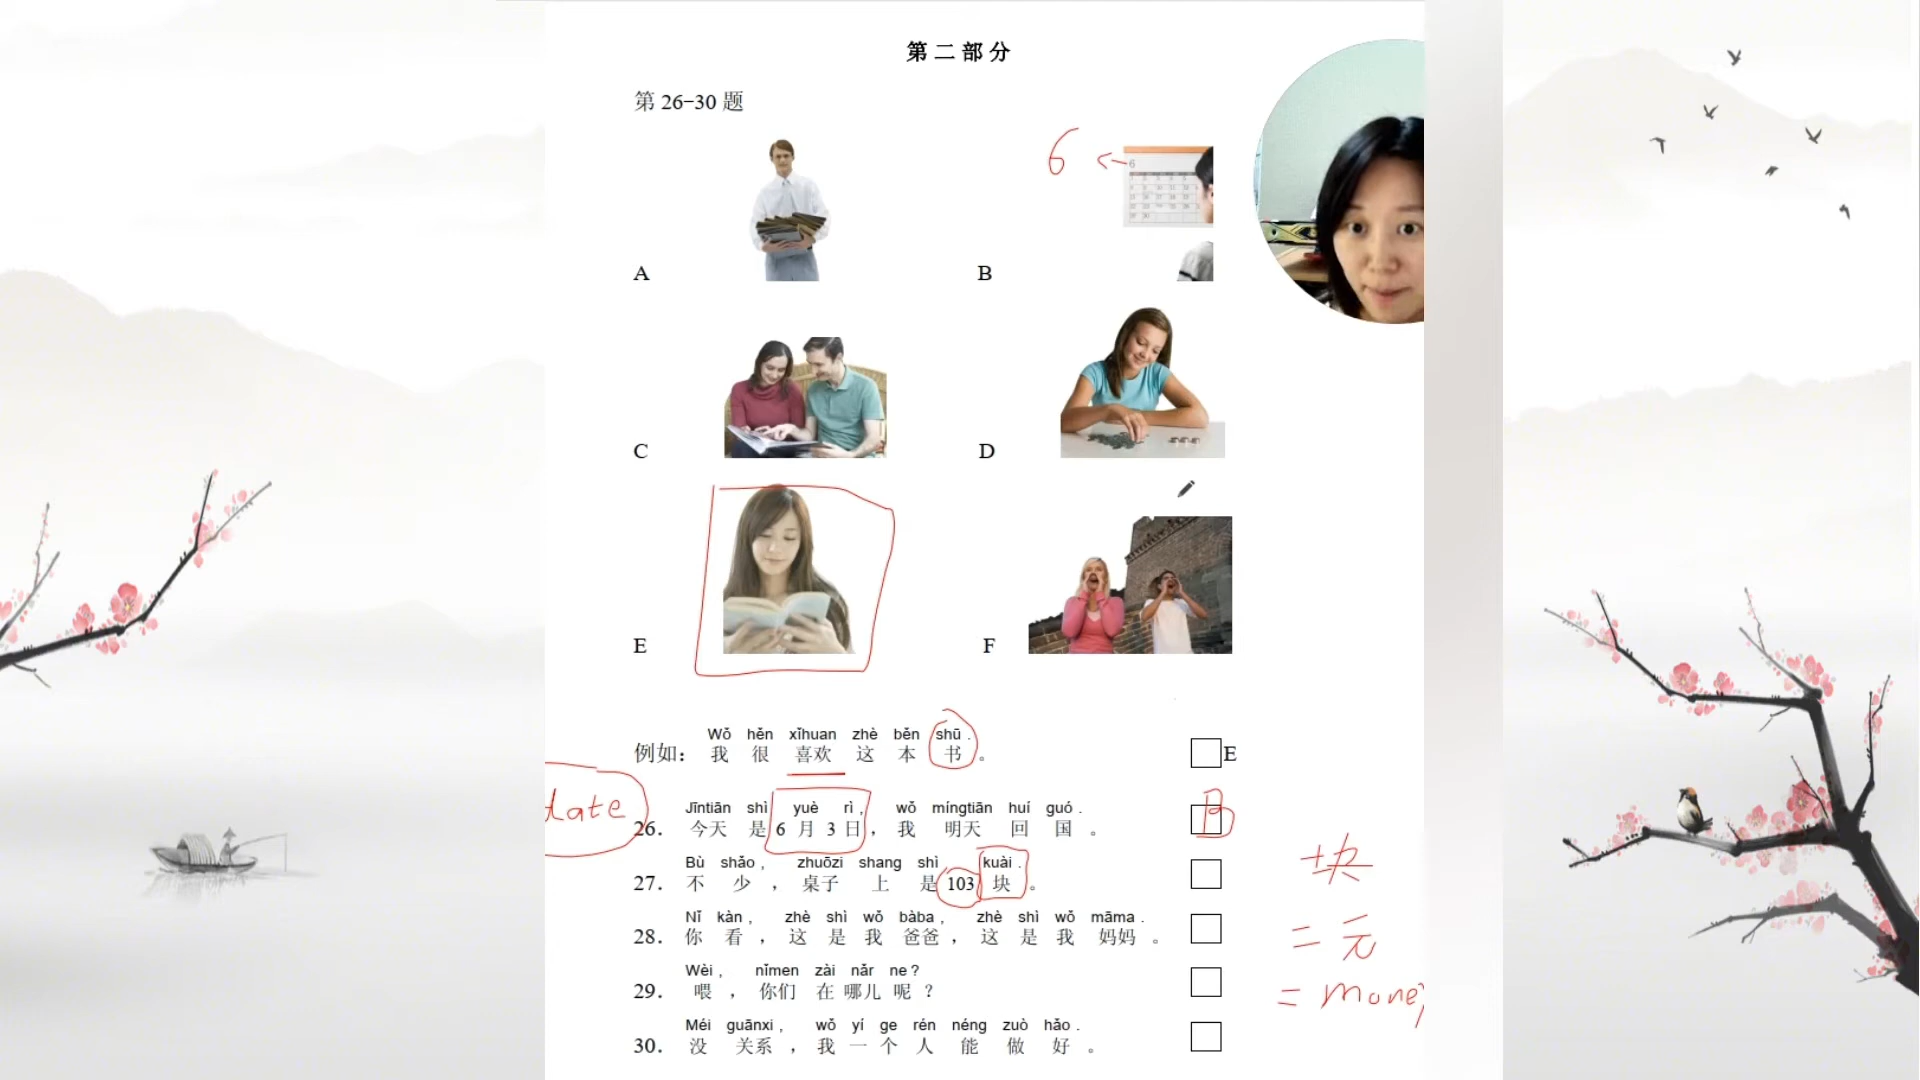 第二部分
第 26-30 题
6
6
A
B
C
D
E
F
Wǒ hěn xǐhuan zhè běn shū .
例如： 我 很 喜欢 这 本 书 。 E
date
Jīntiān shì yuè rì , wǒ míngtiān huí guó .
26. 今天 是 6 月 3 日 ， 我 明天 回 国 。 B
Bù shǎo , zhuōzi shang shì kuài .
27. 不 少 ， 桌子 上 是 103 块 。
块
Nǐ kàn , zhè shì wǒ bàba , zhè shì wǒ māma .
28. 你 看 ， 这 是 我 爸爸 ， 这 是 我 妈妈 。
= 元
Wèi , nǐmen zài nǎr ne ?
29. 喂 ， 你们 在 哪儿 呢 ？
= money
Méi guānxi , wǒ yí ge rén néng zuò hǎo .
30. 没 关系 ， 我 一 个 人 能 做 好 。